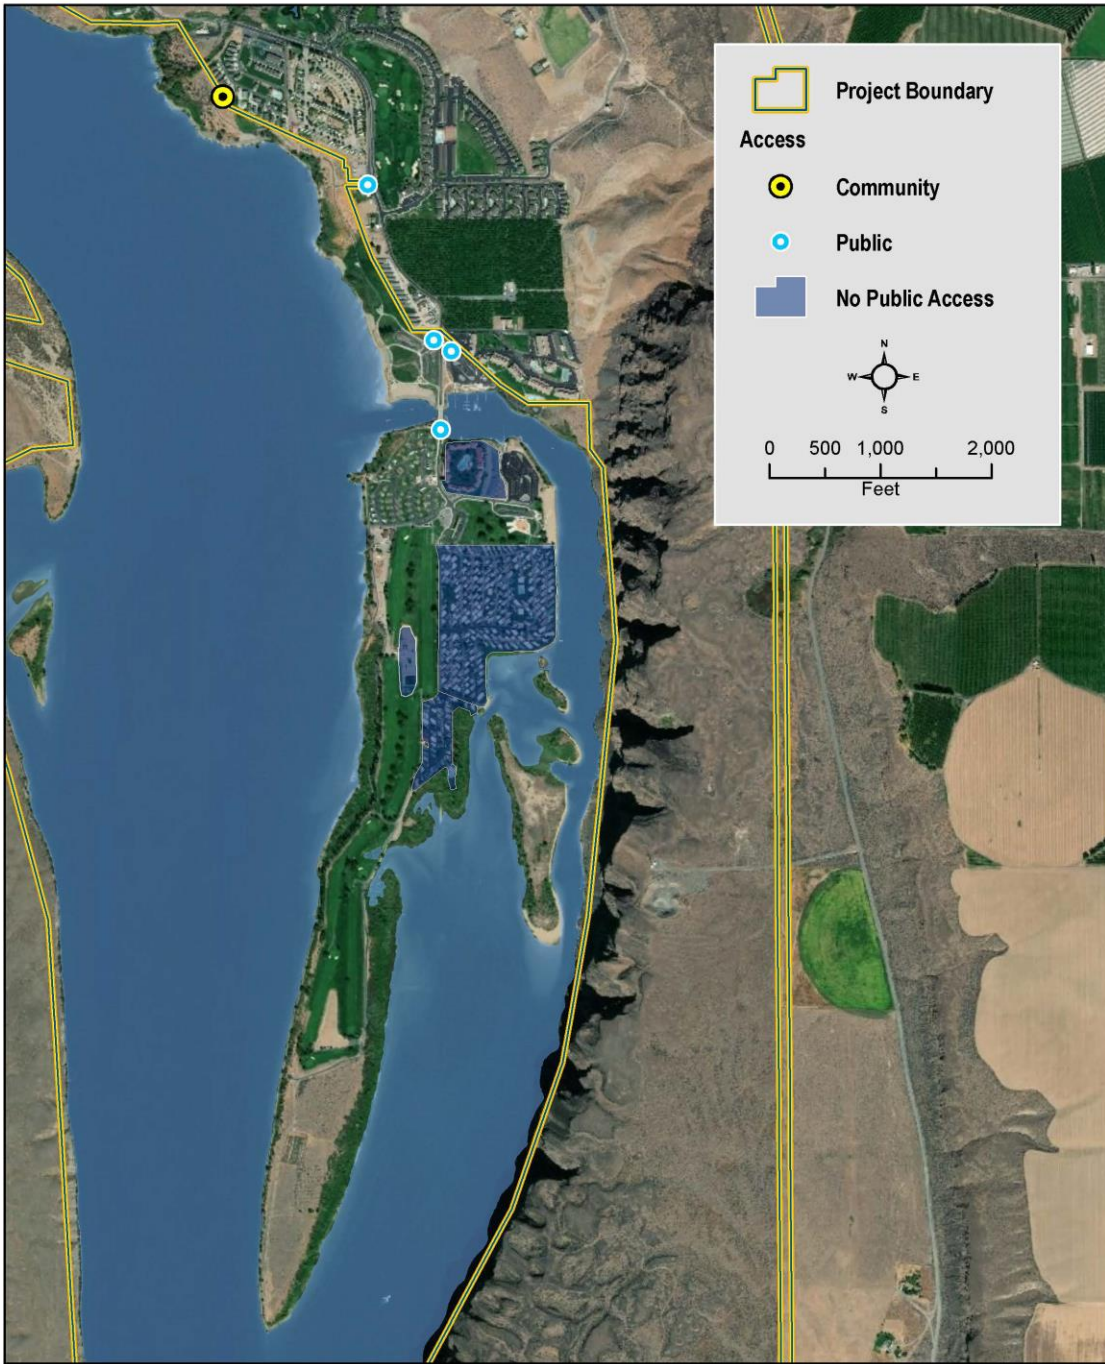 Project Boundary
Access
Community
Public
No Public Access
N
W E
S
0 500 1,000 2,000
Feet